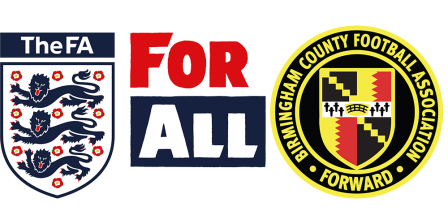 TheFA
FOR
ALL
BIRMINGHAM COUNTY FOOTBALL ASSOCIATION
• FORWARD •